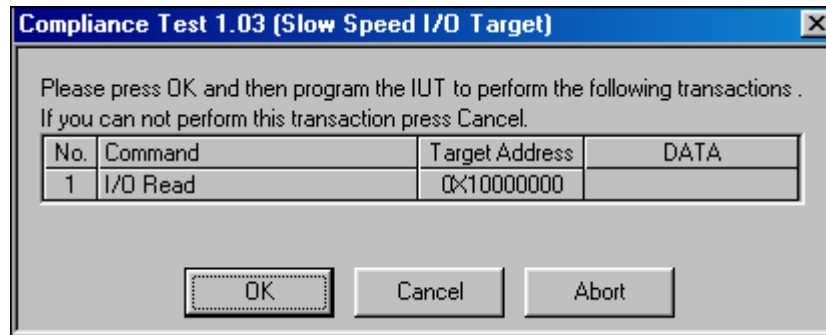 Compliance Test 1.03 (Slow Speed I/O Target)
Please press OK and then program the IUT to perform the following transactions .
If you can not perform this transaction press Cancel.
No. Command Target Address DATA
1 I/O Read 0X10000000
OK Cancel Abort